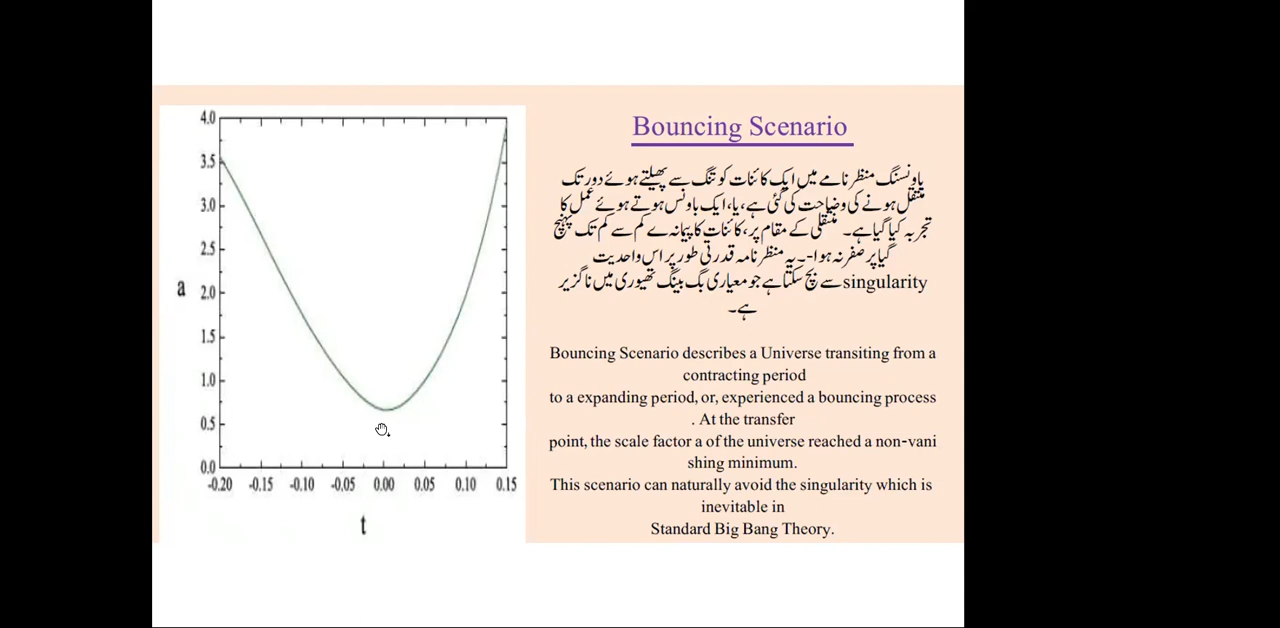 4.0
3.5
3.0
2.5
2.0
1.5
1.0
0.5
0.0
a
-0.20 -0.15 -0.10 -0.05 0.00 0.05 0.10 0.15
t
Bouncing Scenario
باونسنگ منظر نامے میں ایک کائنات کو تنگ سے پھیلتے ہوئے دور تک
منتقل ہونے کی وضاحت کی گئی ہے، یا، ایک باونس ہوتے ہوئے عمل کا
تجربہ کیا گیا ہے۔ منتقلی کے مقام پر، کائنات کا پیمانہ ے کم سے کم تک پہنچ
گیا پر صفر نہ ہوا-۔ یہ منظر نامہ قدرتی طور پر اس واحدیت
singularity سے بچ سکتا ہے جو معیاری بگ بینگ تھیوری میں ناگزیر
ہے۔
Bouncing Scenario describes a Universe transiting from a
contracting period
to a expanding period, or, experienced a bouncing process
. At the transfer
point, the scale factor a of the universe reached a non-vani
shing minimum.
This scenario can naturally avoid the singularity which is
inevitable in
Standard Big Bang Theory.